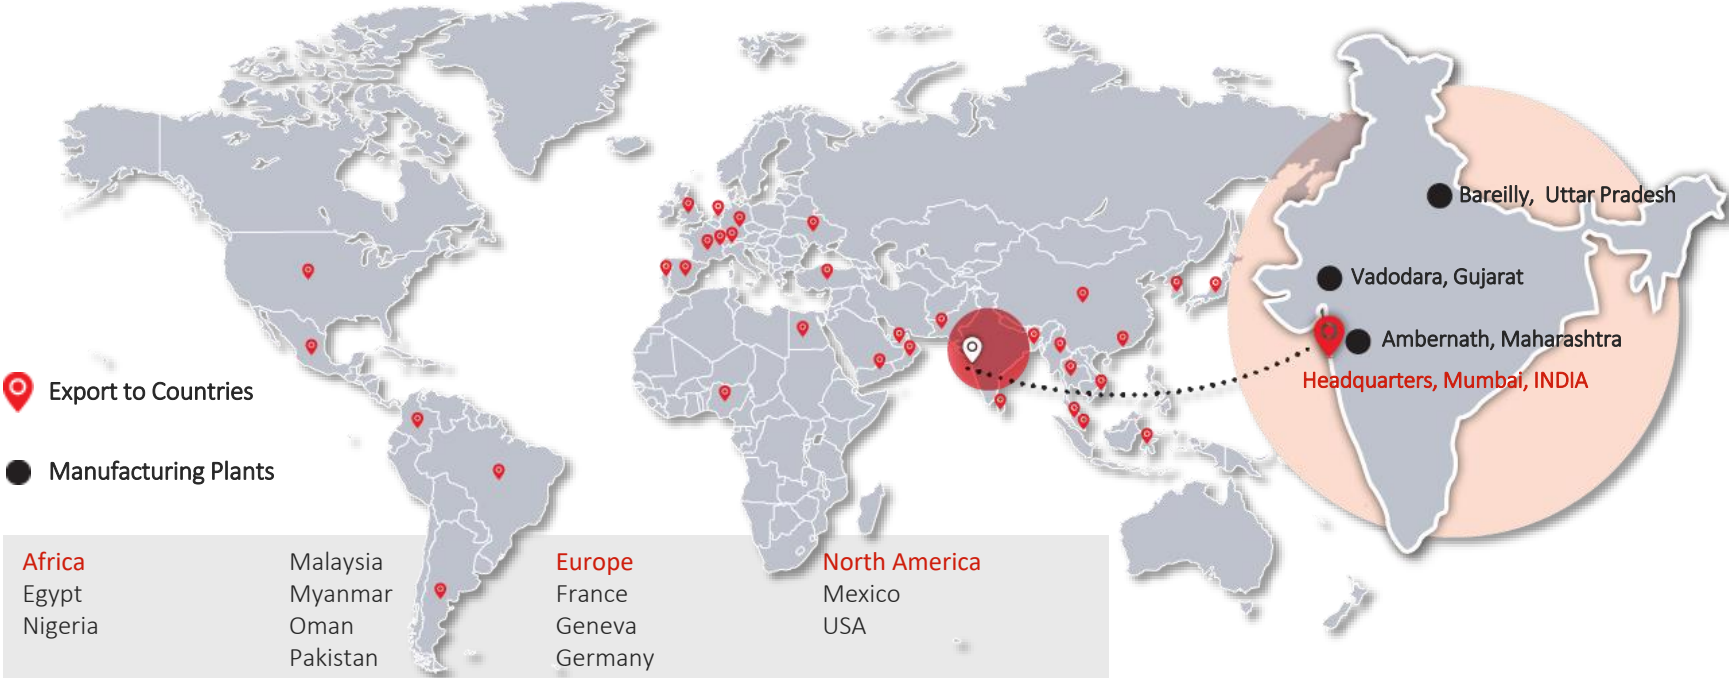 Bareilly, Uttar Pradesh
Vadodara, Gujarat
Ambernath, Maharashtra
Headquarters, Mumbai, INDIA
Export to Countries
Manufacturing Plants
Africa
Egypt
Nigeria
Malaysia
Myanmar
Oman
Pakistan
Europe
France
Geneva
Germany
North America
Mexico
USA